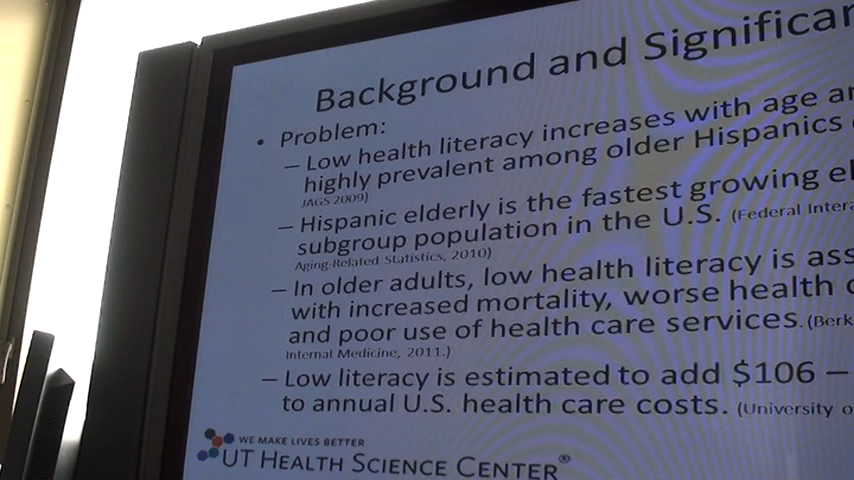 Background and Significan
• Problem:
– Low health literacy increases with age an
highly prevalent among older Hispanics
JAGS 2009)
– Hispanic elderly is the fastest growing el
subgroup population in the U.S. (Federal Intera
Aging-Related Statistics, 2010)
– In older adults, low health literacy is ass
with increased mortality, worse health
and poor use of health care services. (Berk
Internal Medicine, 2011.)
– Low literacy is estimated to add $106 –
to annual U.S. health care costs. (University o
WE MAKE LIVES BETTER
UT HEALTH SCIENCE CENTER®